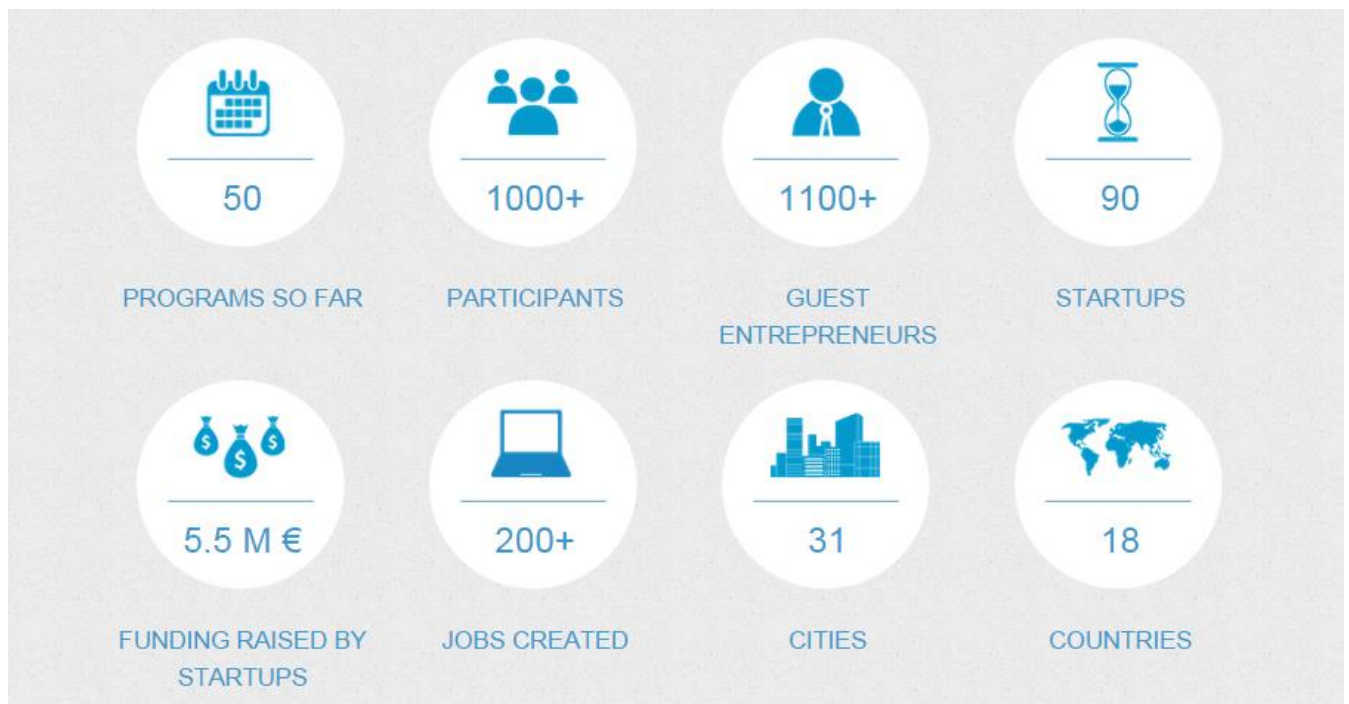 50
PROGRAMS SO FAR
1000+
PARTICIPANTS
1100+
GUEST
ENTREPRENEURS
90
STARTUPS
$ $ $
5.5 M €
FUNDING RAISED BY
STARTUPS
200+
JOBS CREATED
31
CITIES
18
COUNTRIES